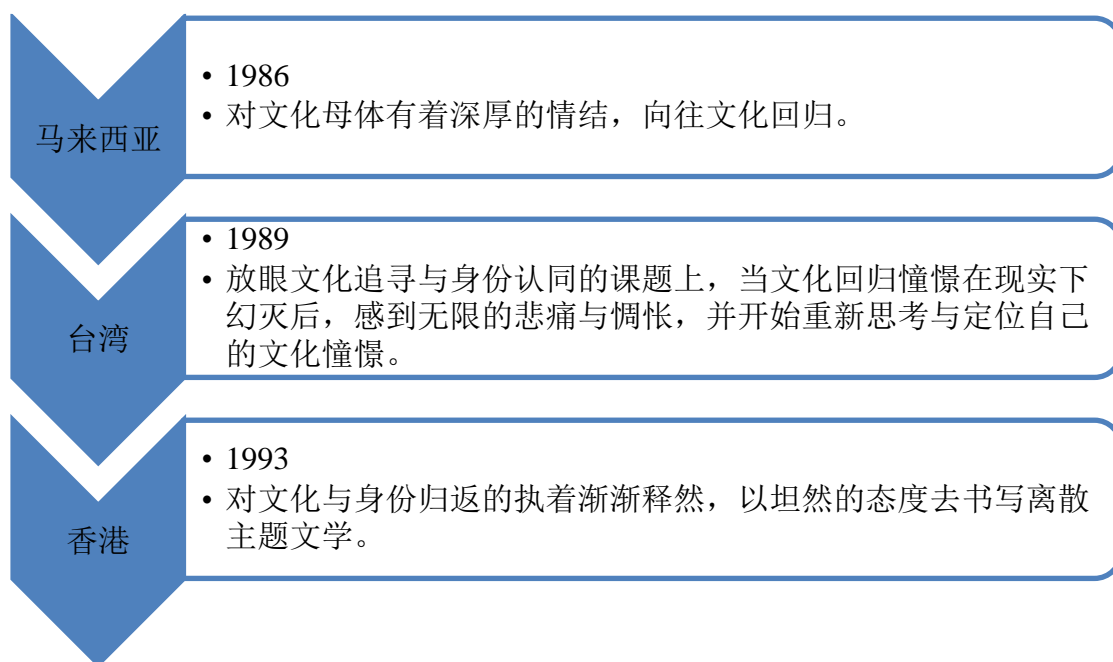 马来西亚
• 1986
• 对文化母体有着深厚的情结，向往文化回归。
台湾
• 1989
• 放眼文化追寻与身份认同的课题上，当文化回归憧憬在现实下
幻灭后，感到无限的悲痛与惆怅，并开始重新思考与定位自己
的文化憧憬。
香港
• 1993
• 对文化与身份归返的执着渐渐释然，以坦然的态度去书写离散
主题文学。